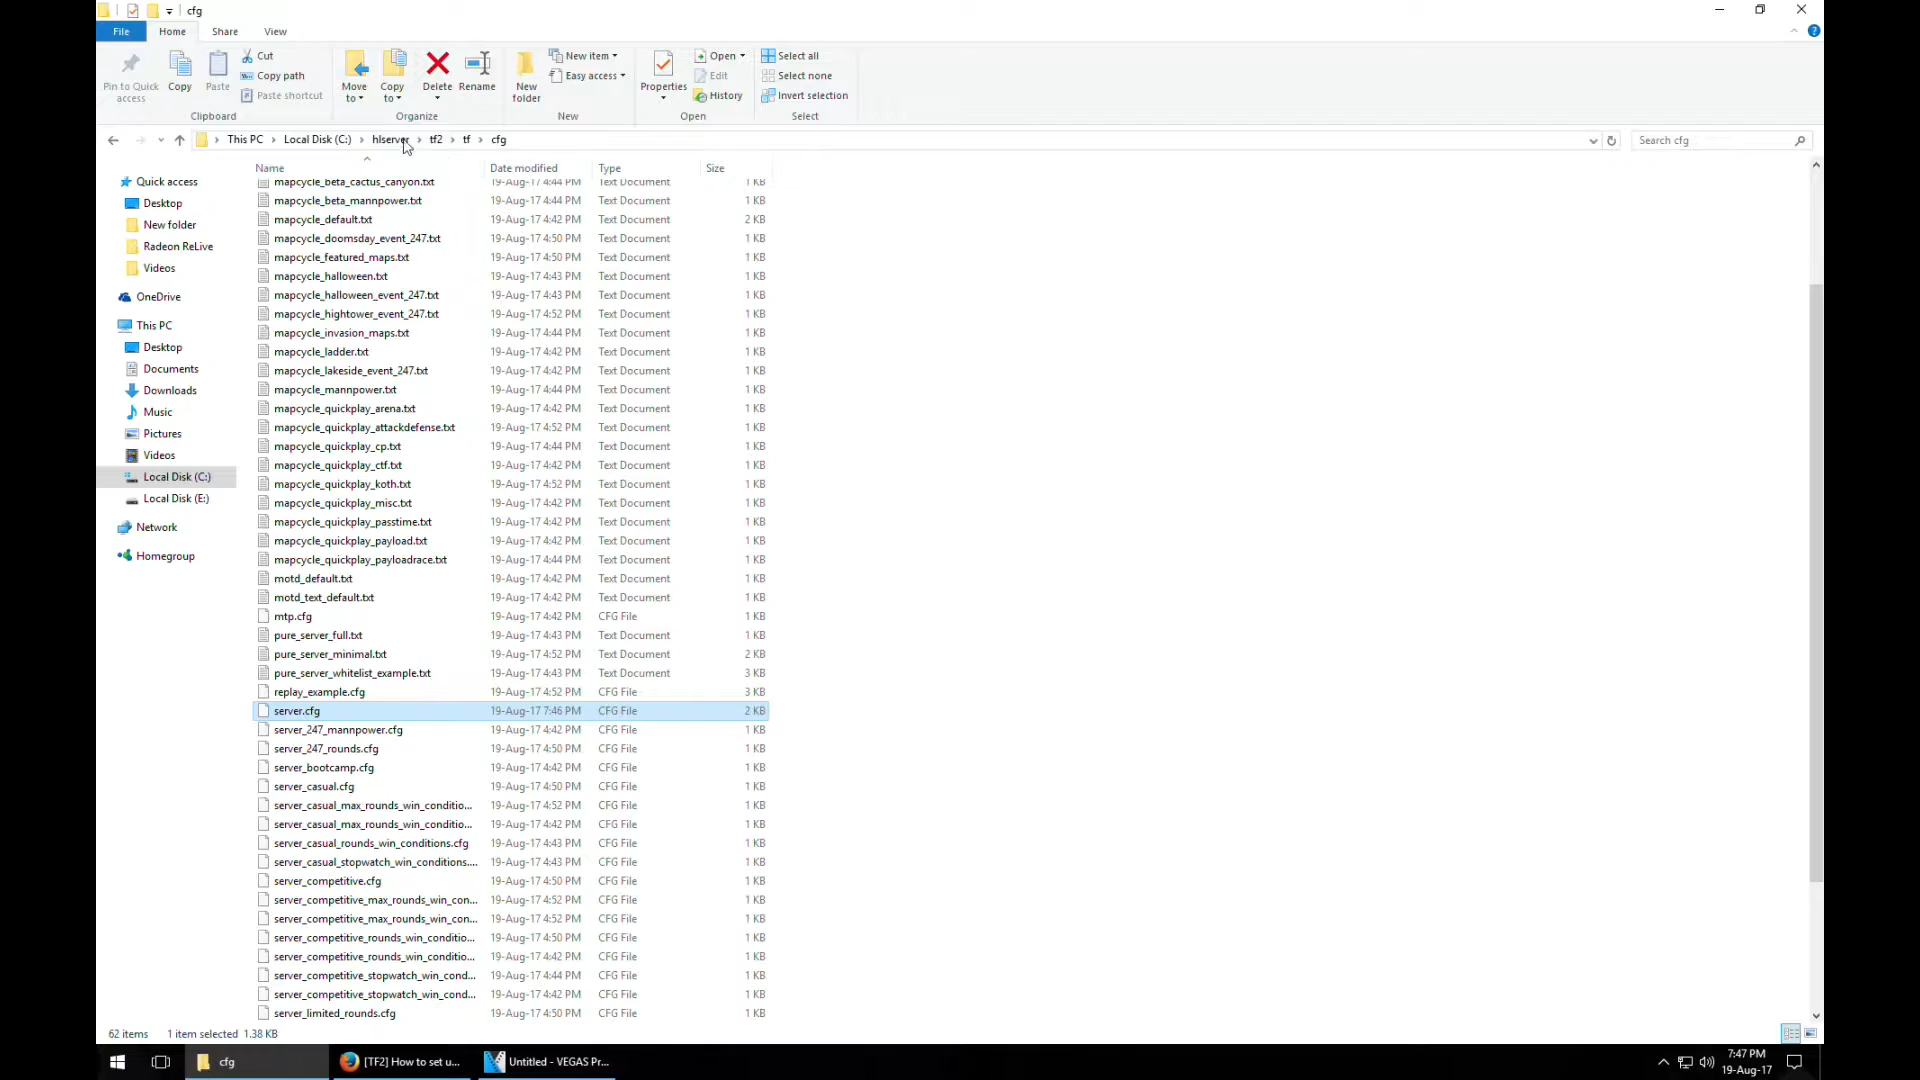 cfg
File Home Share View
Pin to Quick access
Copy
Paste
Cut
Copy path
Paste shortcut
Clipboard
Move to
Copy to
Delete
Rename
Organize
New folder
New item
Easy access
New
Properties
Open
Edit
History
Open
Select all
Select none
Invert selection
Select
This PC > Local Disk (C:) > hlserver > tf2 > tf > cfg
Search cfg
Quick access
Desktop
New folder
Radeon ReLive
Videos
OneDrive
This PC
Desktop
Documents
Downloads
Music
Pictures
Videos
Local Disk (C:)
Local Disk (E:)
Network
Homegroup
Name Date modified Type Size
mapcycle_beta_cactus_canyon.txt 19-Aug-17 4:44 PM Text Document 1 KB
mapcycle_beta_mannpower.txt 19-Aug-17 4:44 PM Text Document 1 KB
mapcycle_default.txt 19-Aug-17 4:42 PM Text Document 2 KB
mapcycle_doomsday_event_247.txt 19-Aug-17 4:50 PM Text Document 1 KB
mapcycle_featured_maps.txt 19-Aug-17 4:50 PM Text Document 1 KB
mapcycle_halloween.txt 19-Aug-17 4:43 PM Text Document 1 KB
mapcycle_halloween_event_247.txt 19-Aug-17 4:43 PM Text Document 1 KB
mapcycle_hightower_event_247.txt 19-Aug-17 4:52 PM Text Document 1 KB
mapcycle_invasion_maps.txt 19-Aug-17 4:44 PM Text Document 1 KB
mapcycle_ladder.txt 19-Aug-17 4:42 PM Text Document 1 KB
mapcycle_lakeside_event_247.txt 19-Aug-17 4:42 PM Text Document 1 KB
mapcycle_mannpower.txt 19-Aug-17 4:44 PM Text Document 1 KB
mapcycle_quickplay_arena.txt 19-Aug-17 4:42 PM Text Document 1 KB
mapcycle_quickplay_attackdefense.txt 19-Aug-17 4:52 PM Text Document 1 KB
mapcycle_quickplay_cp.txt 19-Aug-17 4:44 PM Text Document 1 KB
mapcycle_quickplay_ctf.txt 19-Aug-17 4:42 PM Text Document 1 KB
mapcycle_quickplay_koth.txt 19-Aug-17 4:52 PM Text Document 1 KB
mapcycle_quickplay_misc.txt 19-Aug-17 4:42 PM Text Document 1 KB
mapcycle_quickplay_passtime.txt 19-Aug-17 4:42 PM Text Document 1 KB
mapcycle_quickplay_payload.txt 19-Aug-17 4:42 PM Text Document 1 KB
mapcycle_quickplay_payloadrace.txt 19-Aug-17 4:44 PM Text Document 1 KB
motd_default.txt 19-Aug-17 4:42 PM Text Document 1 KB
motd_text_default.txt 19-Aug-17 4:42 PM Text Document 1 KB
mtp.cfg 19-Aug-17 4:42 PM CFG File 1 KB
pure_server_full.txt 19-Aug-17 4:43 PM Text Document 1 KB
pure_server_minimal.txt 19-Aug-17 4:52 PM Text Document 2 KB
pure_server_whitelist_example.txt 19-Aug-17 4:43 PM Text Document 3 KB
replay_example.cfg 19-Aug-17 4:52 PM CFG File 3 KB
server.cfg 19-Aug-17 7:46 PM CFG File 2 KB
server_247_mannpower.cfg 19-Aug-17 4:42 PM CFG File 1 KB
server_247_rounds.cfg 19-Aug-17 4:50 PM CFG File 1 KB
server_bootcamp.cfg 19-Aug-17 4:42 PM CFG File 1 KB
server_casual.cfg 19-Aug-17 4:50 PM CFG File 1 KB
server_casual_max_rounds_win_conditio... 19-Aug-17 4:52 PM CFG File 1 KB
server_casual_max_rounds_win_conditio... 19-Aug-17 4:42 PM CFG File 1 KB
server_casual_rounds_win_conditions.cfg 19-Aug-17 4:43 PM CFG File 1 KB
server_casual_stopwatch_win_conditions.... 19-Aug-17 4:43 PM CFG File 1 KB
server_competitive.cfg 19-Aug-17 4:50 PM CFG File 1 KB
server_competitive_max_rounds_win_con... 19-Aug-17 4:52 PM CFG File 1 KB
server_competitive_max_rounds_win_con... 19-Aug-17 4:52 PM CFG File 1 KB
server_competitive_rounds_win_conditio... 19-Aug-17 4:50 PM CFG File 1 KB
server_competitive_rounds_win_conditio... 19-Aug-17 4:42 PM CFG File 1 KB
server_competitive_stopwatch_win_cond... 19-Aug-17 4:44 PM CFG File 1 KB
server_competitive_stopwatch_win_cond... 19-Aug-17 4:42 PM CFG File 1 KB
server_limited_rounds.cfg 19-Aug-17 4:50 PM CFG File 1 KB
62 items 1 item selected 1.38 KB
cfg
[TF2] How to set u...
Untitled - VEGAS Pr...
7:47 PM
19-Aug-17